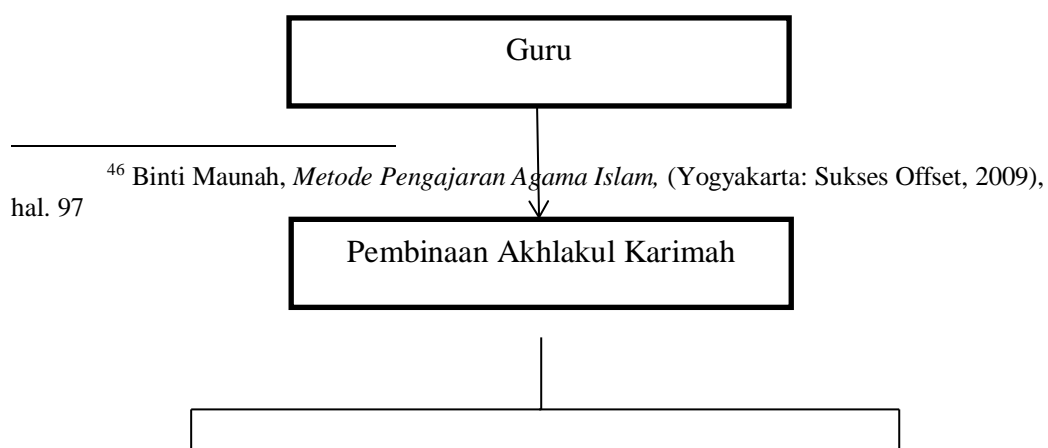 Guru
46 Binti Maunah, Metode Pengajaran Agama Islam, (Yogyakarta: Sukses Offset, 2009),
hal. 97
Pembinaan Akhlakul Karimah